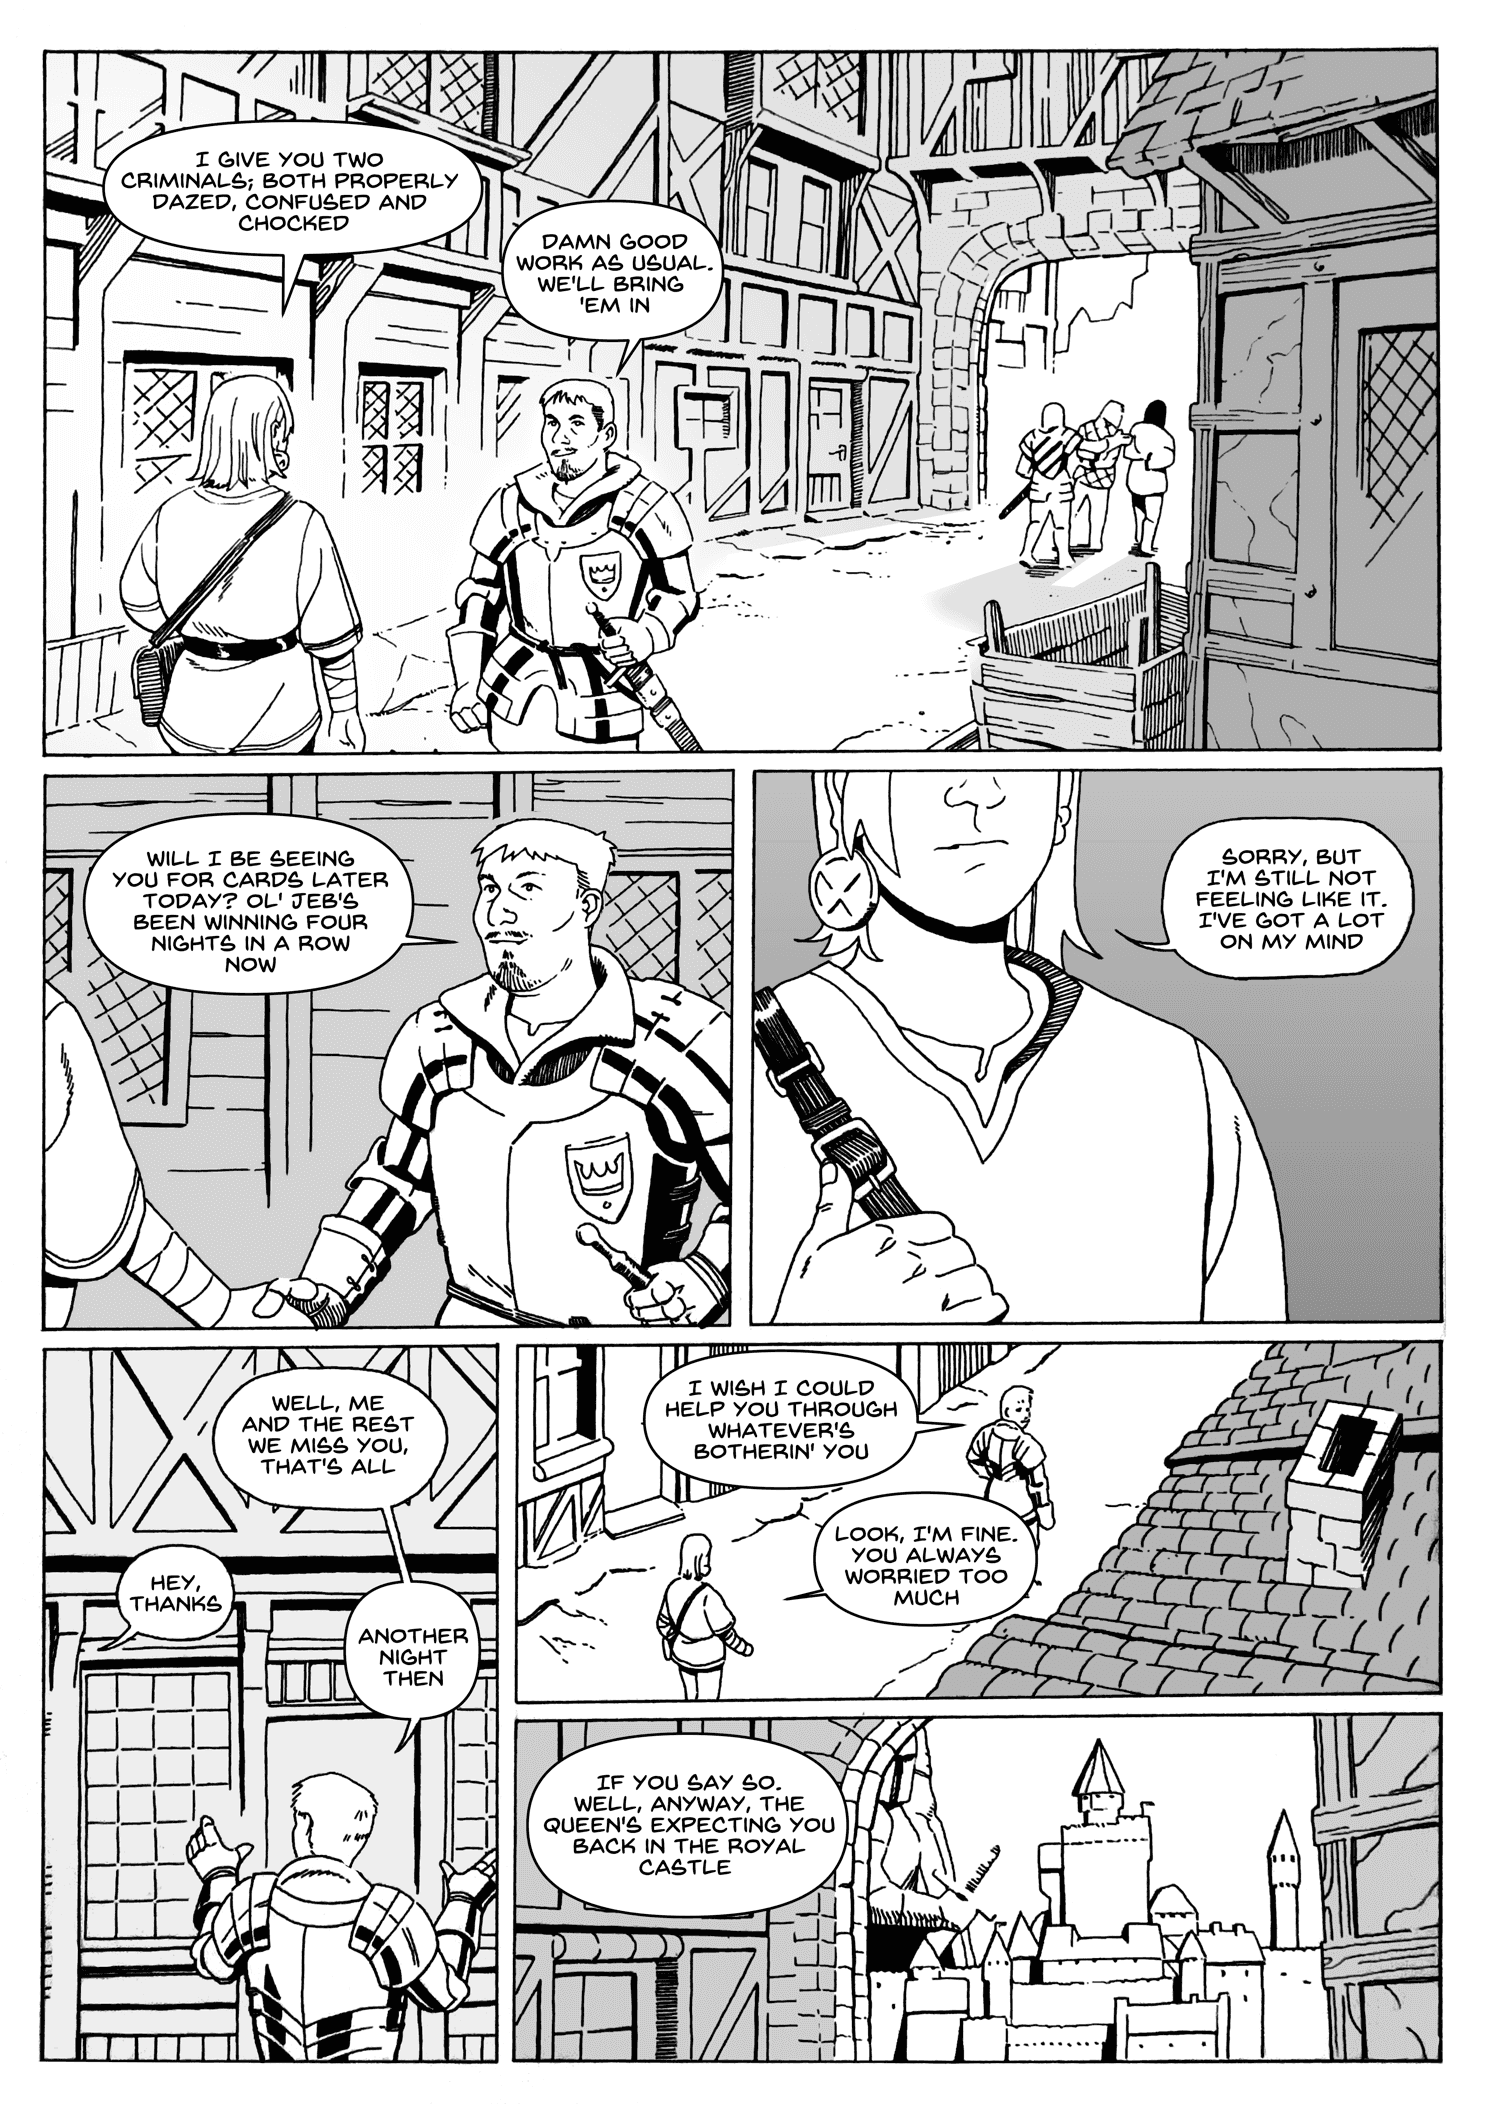 I GIVE YOU TWO
CRIMINALS; BOTH PROPERLY
DAZED, CONFUSED AND
CHOCKED
DAMN GOOD
WORK AS USUAL.
WE'LL BRING
'EM IN
WILL I BE SEEING
YOU FOR CARDS LATER
TODAY? OL' JEB'S
BEEN WINNING FOUR
NIGHTS IN A ROW
NOW
SORRY, BUT
I'M STILL NOT
FEELING LIKE IT.
I'VE GOT A LOT
ON MY MIND
WELL, ME
AND THE REST
WE MISS YOU,
THAT'S ALL
HEY,
THANKS
ANOTHER
NIGHT
THEN
I WISH I COULD
HELP YOU THROUGH
WHATEVER'S
BOTHERIN' YOU
LOOK, I'M FINE.
YOU ALWAYS
WORRIED TOO
MUCH
IF YOU SAY SO.
WELL, ANYWAY, THE
QUEEN'S EXPECTING YOU
BACK IN THE ROYAL
CASTLE